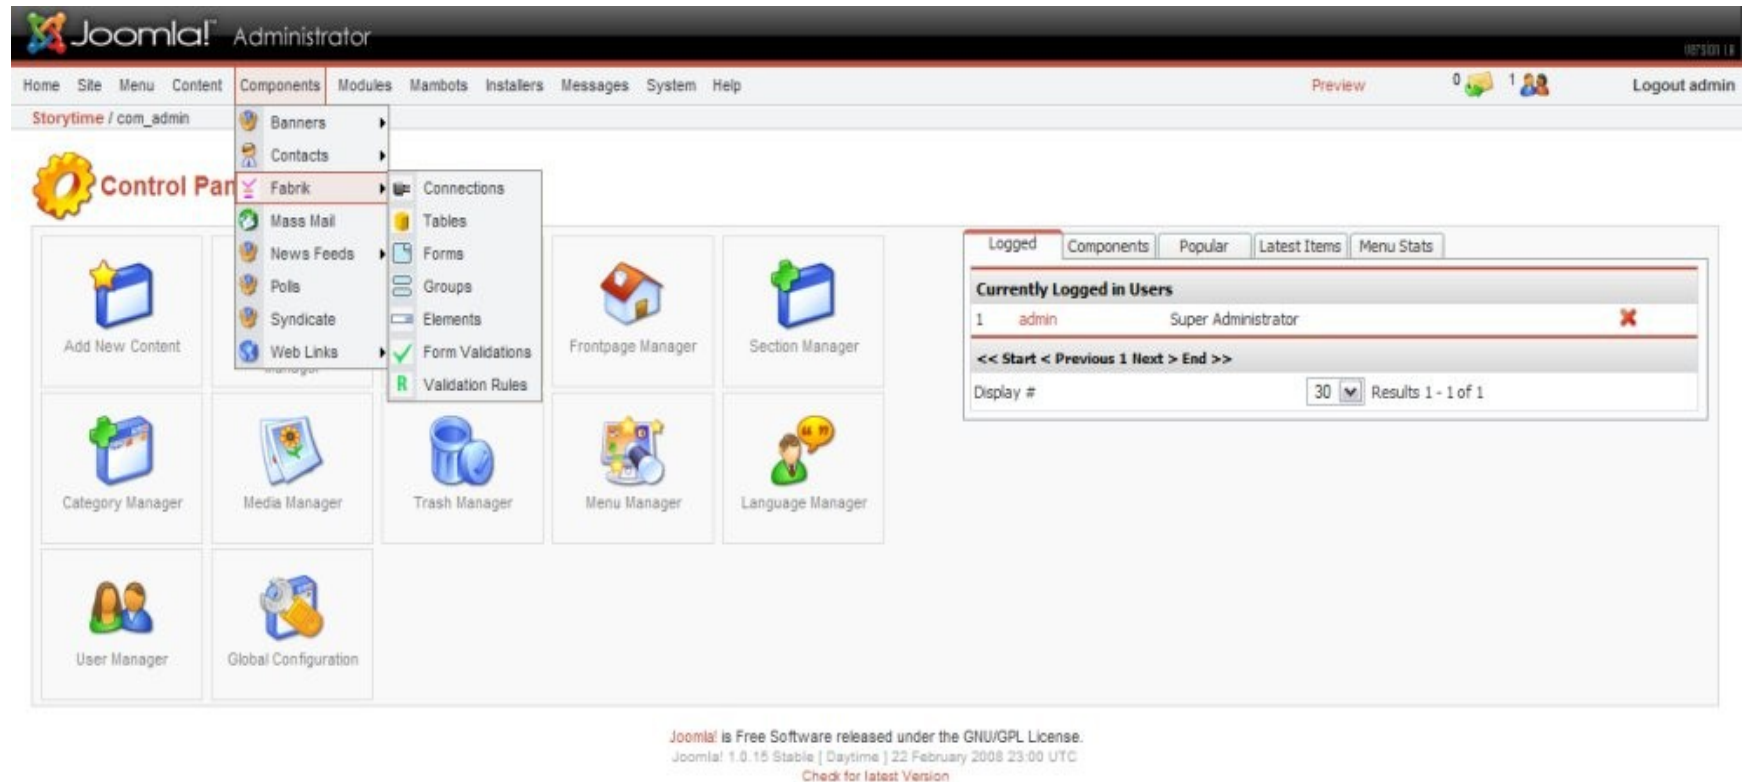 Joomla!™ Administrator
version 1.0
Home Site Menu Content Components Modules Mambots Installers Messages System Help Preview 0 1 Logout admin
Storytime / com_admin
Banners
Contacts
Control Pan
Fabrik
Mass Mail
News Feeds
Polls
Syndicate
Web Links
Connections
Tables
Forms
Groups
Elements
Form Validations
Validation Rules
Add New Content
Manager
Frontpage Manager
Section Manager
Category Manager
Media Manager
Trash Manager
Menu Manager
Language Manager
User Manager
Global Configuration
Logged Components Popular Latest Items Menu Stats
Currently Logged in Users
1 admin Super Administrator
<< Start < Previous 1 Next > End >>
Display # 30 Results 1 - 1 of 1
Joomla! is Free Software released under the GNU/GPL License.
Joomla! 1.0.15 Stable [ Daytime ] 22 February 2008 23:00 UTC
Check for latest Version